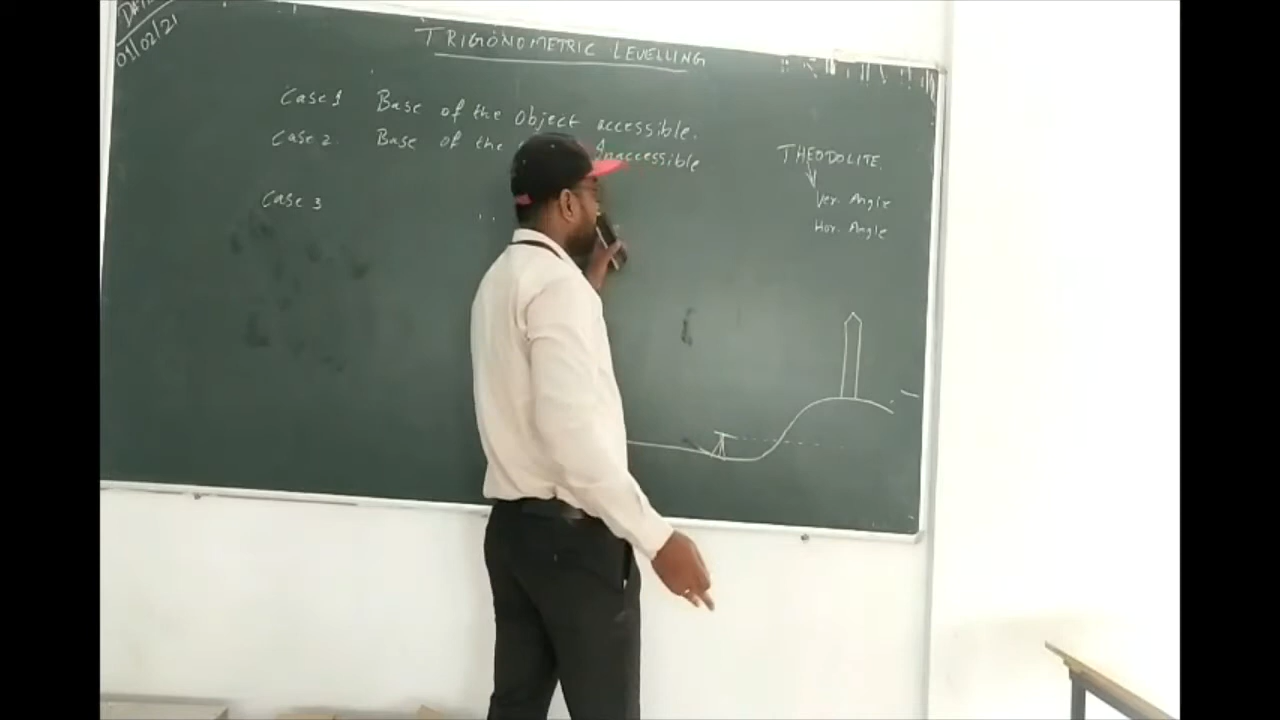 DATE
01/02/21
TRIGONOMETRIC LEVELLING
Case 1 Base of the Object accessible.
Case 2. Base of the Inaccessible
Case 3
THEODOLITE.
Ver. Angle
Hor. Angle